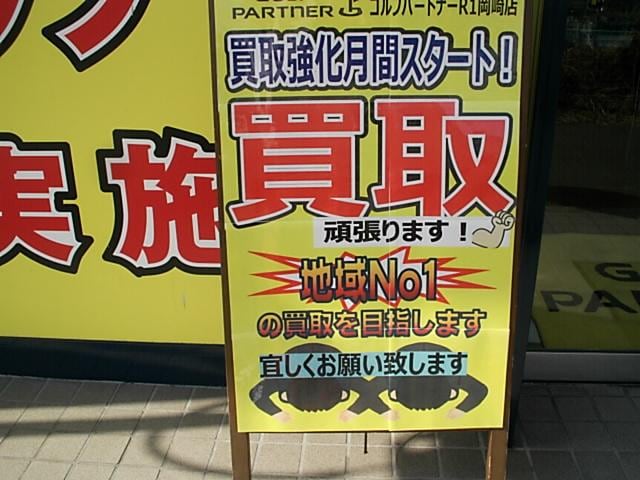 PARTNER ゴルフパートナーR1岡崎店
買取強化月間スタート!
買取
頑張ります!
地域No1
の買取を目指します
宜しくお願い致します
実施